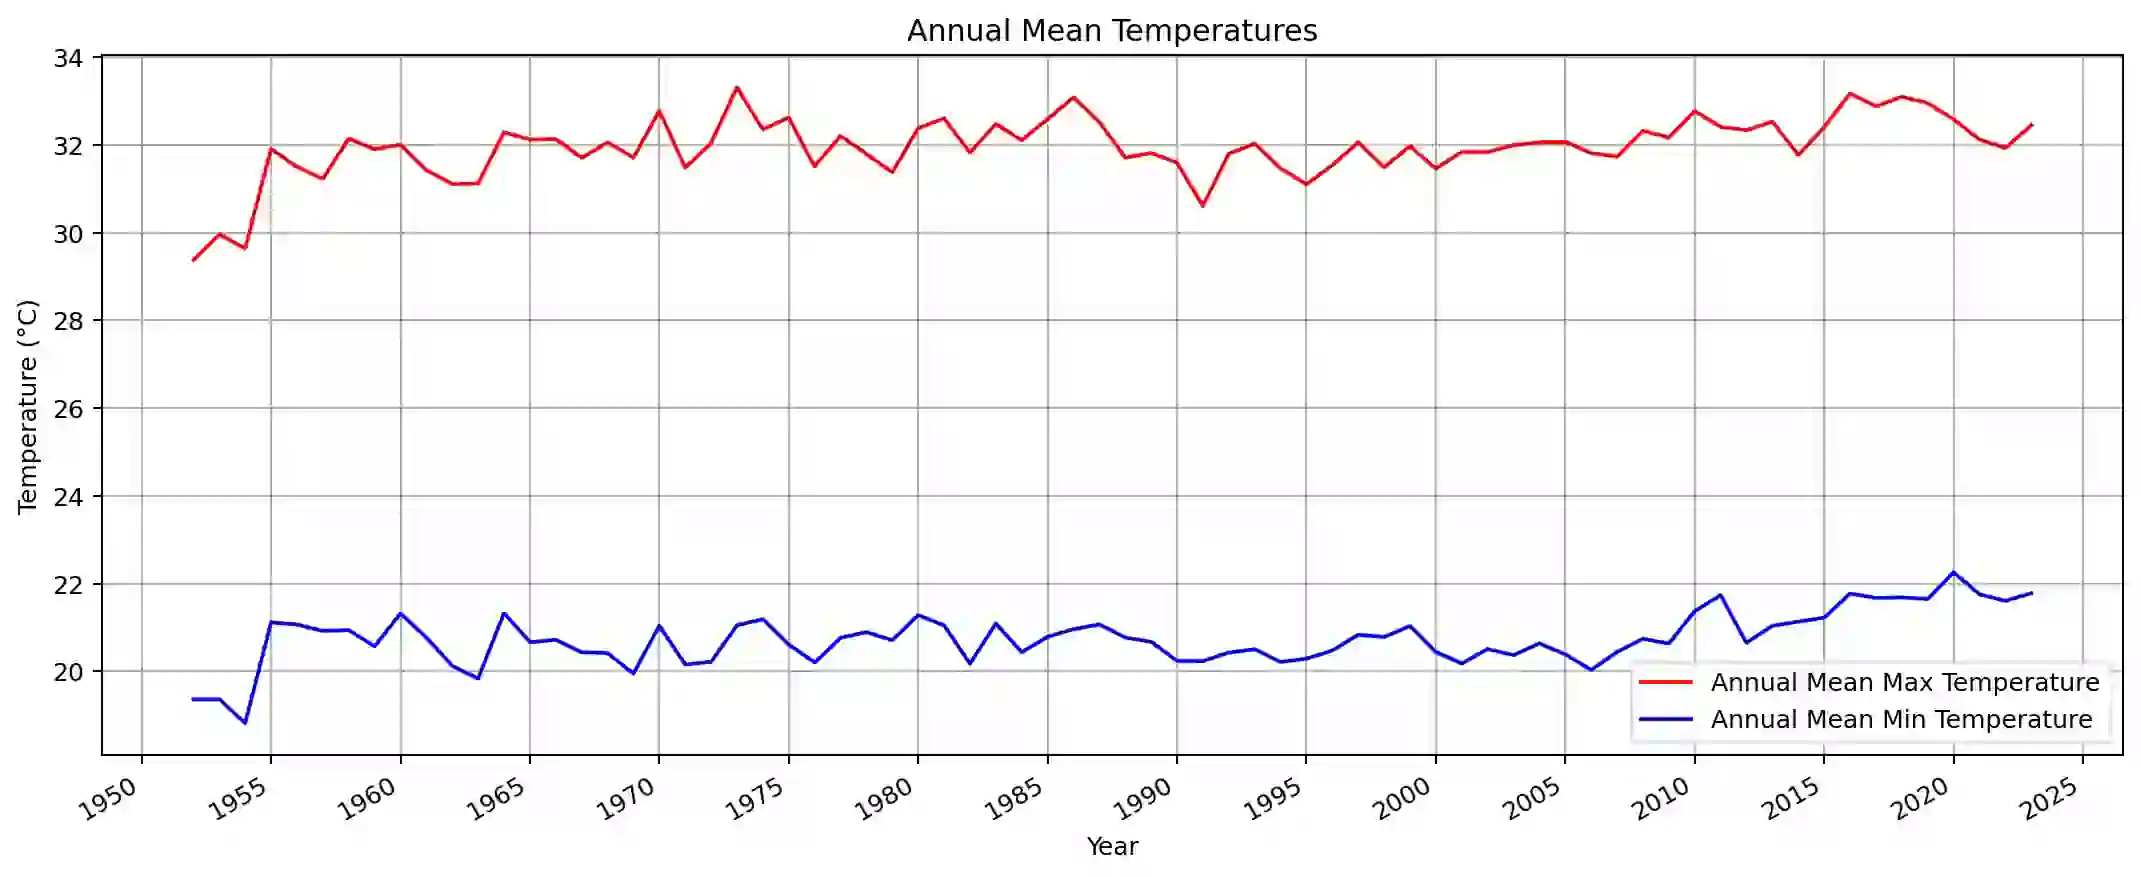 Annual Mean Temperatures
34
32
30
28
26
24
22
20
Temperature (°C)
Annual Mean Max Temperature
Annual Mean Min Temperature
1950 1955 1960 1965 1970 1975 1980 1985 1990 1995 2000 2005 2010 2015 2020 2025
Year